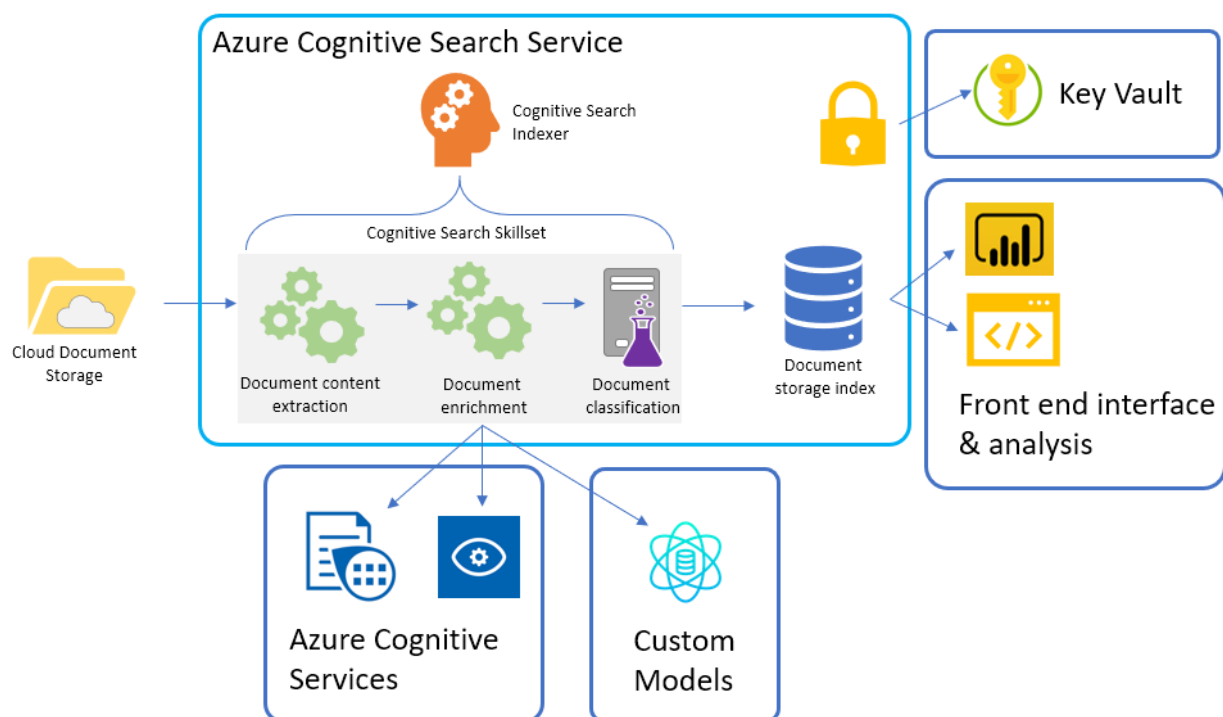 Azure Cognitive Search Service
Cognitive Search
Indexer
Key Vault
Cognitive Search Skillset
Cloud Document
Storage
Document content
extraction
Document
enrichment
Document
classification
Document
storage index
</>
Front end interface
& analysis
Azure Cognitive
Services
Custom
Models